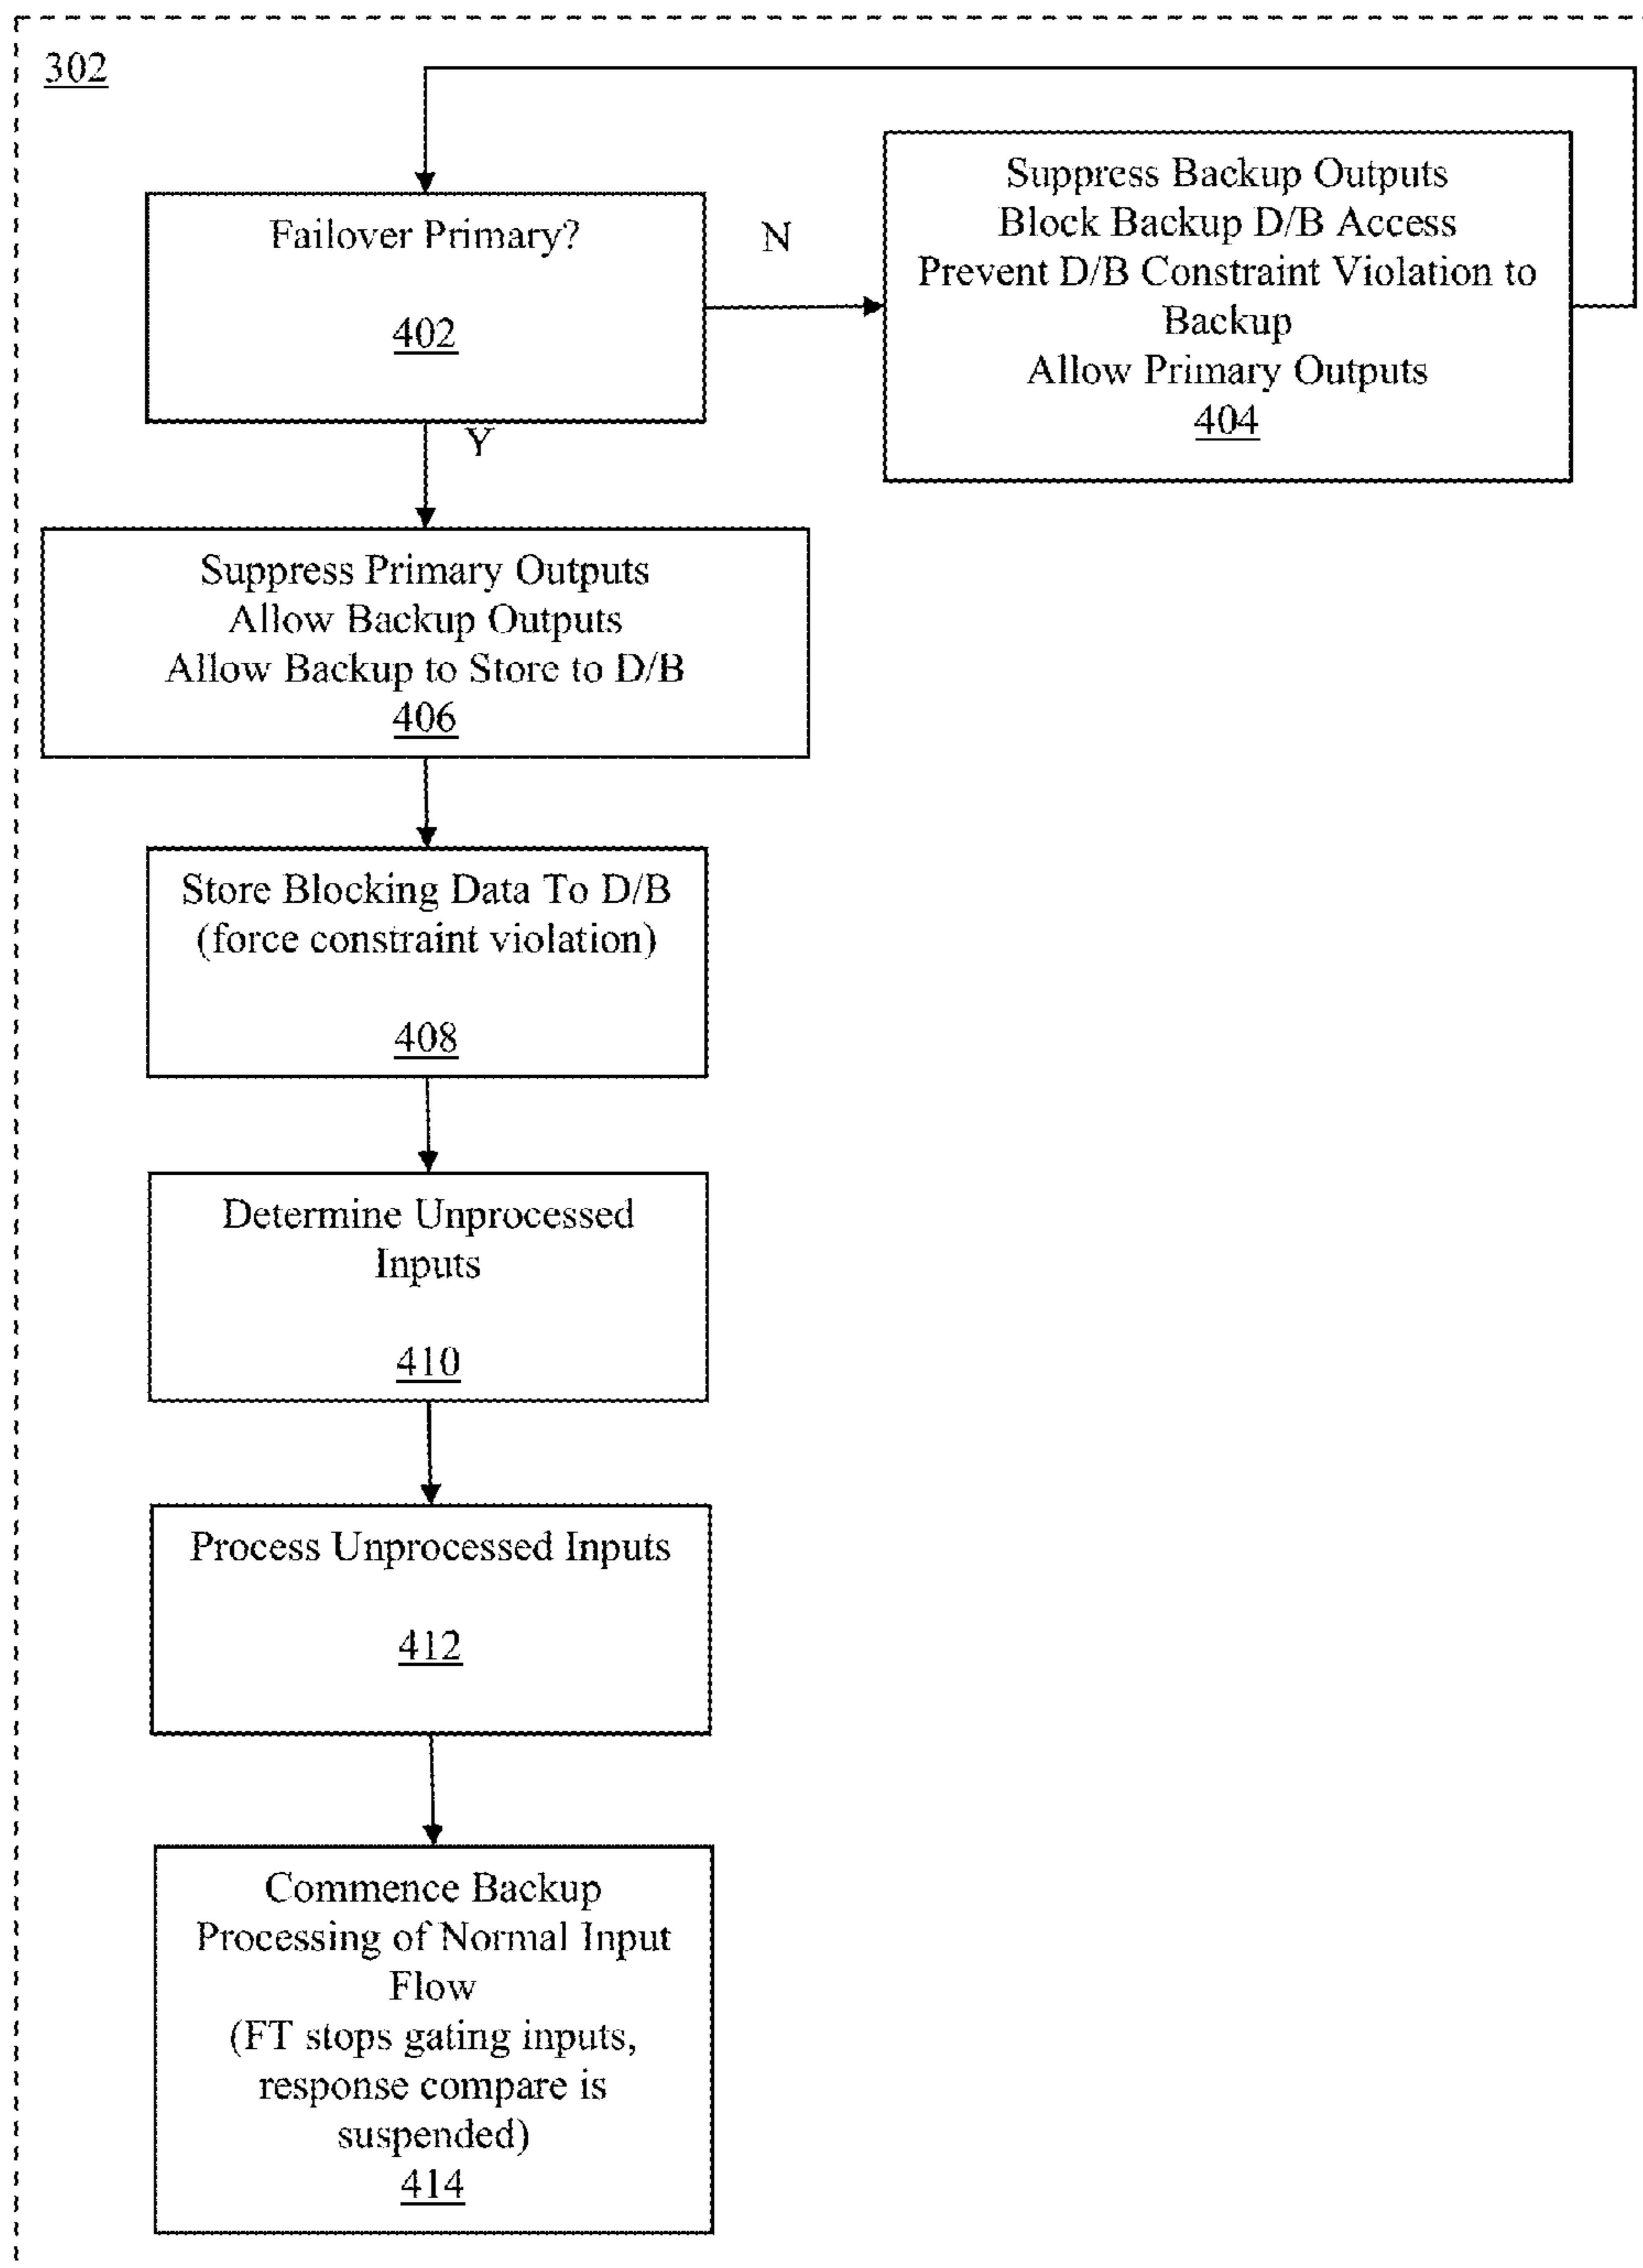 302
Failover Primary?
402
N
Suppress Backup Outputs
Block Backup D/B Access
Prevent D/B Constraint Violation to
Backup
Allow Primary Outputs
404
Y
Suppress Primary Outputs
Allow Backup Outputs
Allow Backup to Store to D/B
406
Store Blocking Data To D/B
(force constraint violation)
408
Determine Unprocessed
Inputs
410
Process Unprocessed Inputs
412
Commence Backup
Processing of Normal Input
Flow
(FT stops gating inputs,
response compare is
suspended)
414